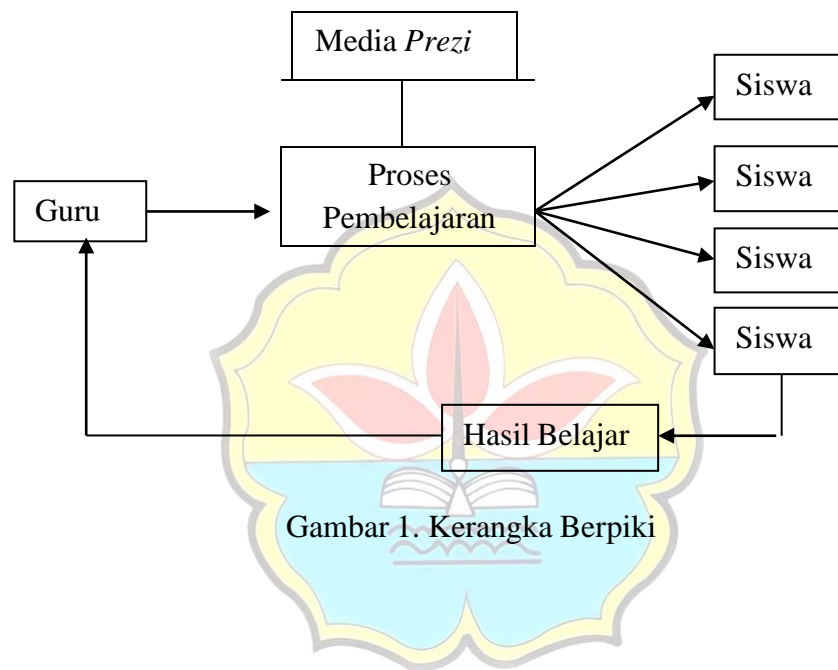 Media Prezi
Siswa
Proses
Pembelajaran
Siswa
Guru
Siswa
Siswa
Hasil Belajar
Gambar 1. Kerangka Berpiki